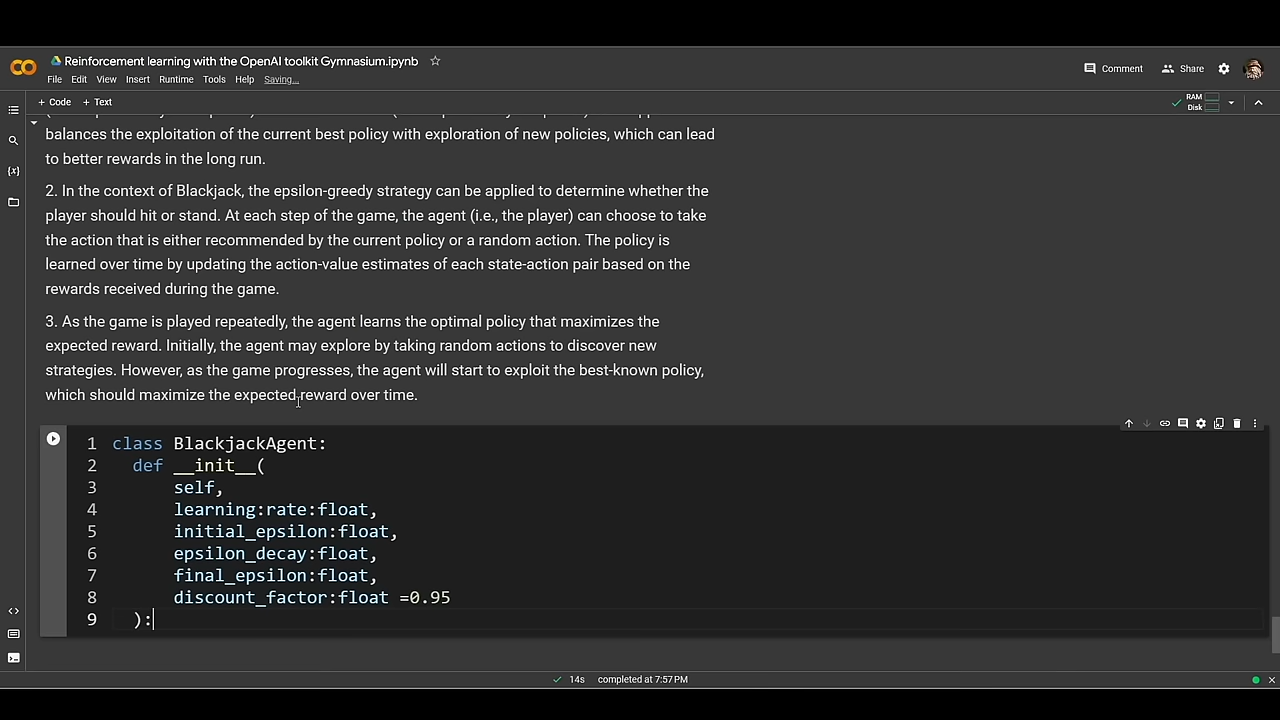 Reinforcement learning with the OpenAI toolkit Gymnasium.ipynb
Comment
Share
File Edit View Insert Runtime Tools Help Saving...
+ Code + Text
RAM
Disk
balances the exploitation of the current best policy with exploration of new policies, which can lead
to better rewards in the long run.
2. In the context of Blackjack, the epsilon-greedy strategy can be applied to determine whether the
player should hit or stand. At each step of the game, the agent (i.e., the player) can choose to take
the action that is either recommended by the current policy or a random action. The policy is
learned over time by updating the action-value estimates of each state-action pair based on the
rewards received during the game.
3. As the game is played repeatedly, the agent learns the optimal policy that maximizes the
expected reward. Initially, the agent may explore by taking random actions to discover new
strategies. However, as the game progresses, the agent will start to exploit the best-known policy,
which should maximize the expected reward over time.
1 class BlackjackAgent:
2 def __init__(
3 self,
4 learning:rate:float,
5 initial_epsilon:float,
6 epsilon_decay:float,
7 final_epsilon:float,
8 discount_factor:float =0.95
9 ):
14s completed at 7:57 PM